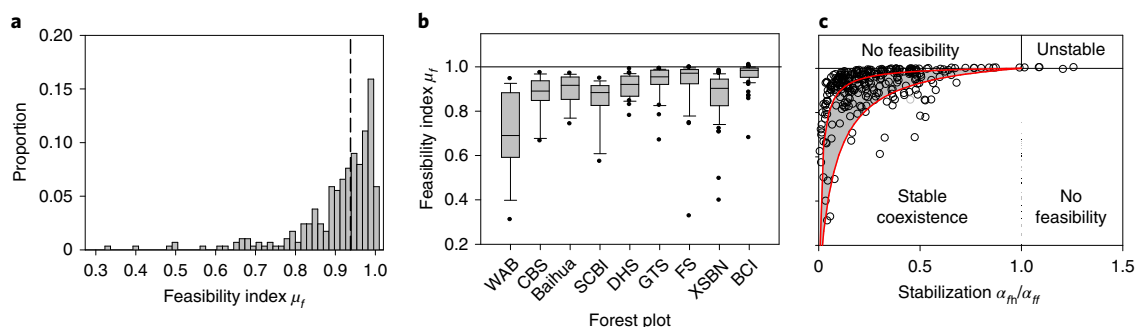 a
0.20
0.15
0.10
0.05
0
Proportion
0.3 0.4 0.5 0.6 0.7 0.8 0.9 1.0
Feasibility index μf
b
1.0
0.8
0.6
0.4
0.2
Feasibility index μf
WAB
CBS
Baihua
SCBI
DHS
GTS
FS
XSBN
BCI
Forest plot
c
No feasibility
Unstable
Stable
coexistence
No
feasibility
0 0.5 1.0 1.5
Stabilization αfh/αff